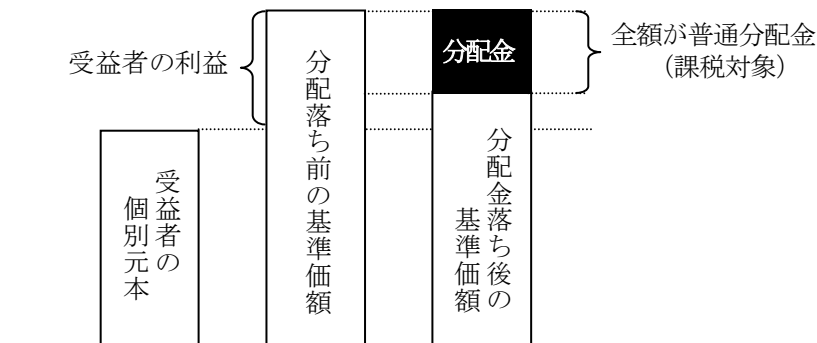 受益者の利益
分配落ち前の基準価額
分配金
全額が普通分配金
（課税対象）
受益者の
個別元本
分配金落ち後の
基準価額